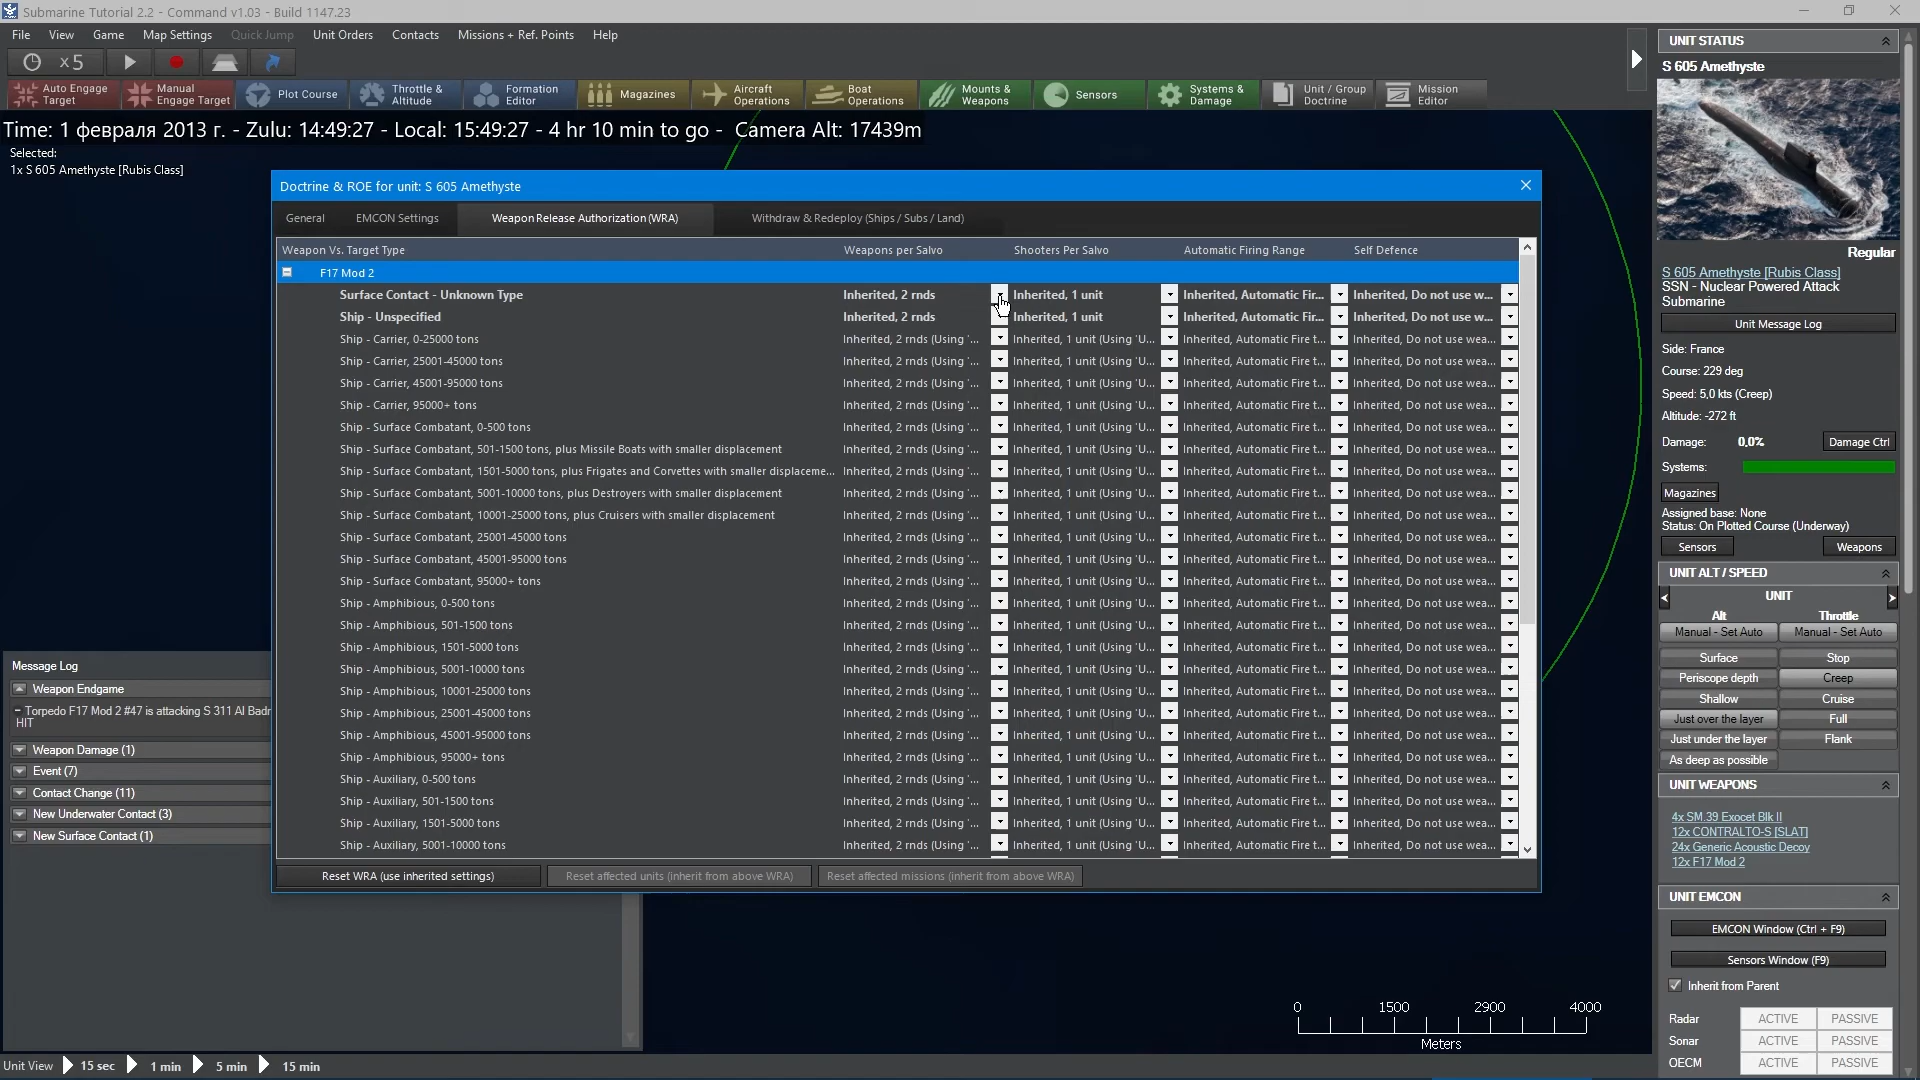 Submarine Tutorial 2.2 - Command v1.03 - Build 1147.23
File View Game Map Settings Quick Jump Unit Orders Contacts Missions + Ref. Points Help
x 5
Auto Engage Target
Manual Engage Target
Plot Course
Throttle & Altitude
Formation Editor
Magazines
Aircraft Operations
Boat Operations
Mounts & Weapons
Sensors
Systems & Damage
Unit / Group Doctrine
Mission Editor
Time: 1 февраля 2013 г. - Zulu: 14:49:27 - Local: 15:49:27 - 4 hr 10 min to go - Camera Alt: 17439m
Selected:
1x S 605 Amethyste [Rubis Class]
Doctrine & ROE for unit: S 605 Amethyste
General EMCON Settings Weapon Release Authorization (WRA) Withdraw & Redeploy (Ships / Subs / Land)
Weapon Vs. Target Type Weapons per Salvo Shooters Per Salvo Automatic Firing Range Self Defence
F17 Mod 2
Surface Contact - Unknown Type Inherited, 2 rnds Inherited, 1 unit Inherited, Automatic Fir... Inherited, Do not use w...
Ship - Unspecified Inherited, 2 rnds Inherited, 1 unit Inherited, Automatic Fir... Inherited, Do not use w...
Ship - Carrier, 0-25000 tons Inherited, 2 rnds (Using '... Inherited, 1 unit (Using 'U... Inherited, Automatic Fire t... Inherited, Do not use wea...
Ship - Carrier, 25001-45000 tons Inherited, 2 rnds (Using '... Inherited, 1 unit (Using 'U... Inherited, Automatic Fire t... Inherited, Do not use wea...
Ship - Carrier, 45001-95000 tons Inherited, 2 rnds (Using '... Inherited, 1 unit (Using 'U... Inherited, Automatic Fire t... Inherited, Do not use wea...
Ship - Carrier, 95000+ tons Inherited, 2 rnds (Using '... Inherited, 1 unit (Using 'U... Inherited, Automatic Fire t... Inherited, Do not use wea...
Ship - Surface Combatant, 0-500 tons Inherited, 2 rnds (Using '... Inherited, 1 unit (Using 'U... Inherited, Automatic Fire t... Inherited, Do not use wea...
Ship - Surface Combatant, 501-1500 tons, plus Missile Boats with smaller displacement Inherited, 2 rnds (Using '... Inherited, 1 unit (Using 'U... Inherited, Automatic Fire t... Inherited, Do not use wea...
Ship - Surface Combatant, 1501-5000 tons, plus Frigates and Corvettes with smaller displaceme... Inherited, 2 rnds (Using '... Inherited, 1 unit (Using 'U... Inherited, Automatic Fire t... Inherited, Do not use wea...
Ship - Surface Combatant, 5001-10000 tons, plus Destroyers with smaller displacement Inherited, 2 rnds (Using '... Inherited, 1 unit (Using 'U... Inherited, Automatic Fire t... Inherited, Do not use wea...
Ship - Surface Combatant, 10001-25000 tons, plus Cruisers with smaller displacement Inherited, 2 rnds (Using '... Inherited, 1 unit (Using 'U... Inherited, Automatic Fire t... Inherited, Do not use wea...
Ship - Surface Combatant, 25001-45000 tons Inherited, 2 rnds (Using '... Inherited, 1 unit (Using 'U... Inherited, Automatic Fire t... Inherited, Do not use wea...
Ship - Surface Combatant, 45001-95000 tons Inherited, 2 rnds (Using '... Inherited, 1 unit (Using 'U... Inherited, Automatic Fire t... Inherited, Do not use wea...
Ship - Surface Combatant, 95000+ tons Inherited, 2 rnds (Using '... Inherited, 1 unit (Using 'U... Inherited, Automatic Fire t... Inherited, Do not use wea...
Ship - Amphibious, 0-500 tons Inherited, 2 rnds (Using '... Inherited, 1 unit (Using 'U... Inherited, Automatic Fire t... Inherited, Do not use wea...
Ship - Amphibious, 501-1500 tons Inherited, 2 rnds (Using '... Inherited, 1 unit (Using 'U... Inherited, Automatic Fire t... Inherited, Do not use wea...
Ship - Amphibious, 1501-5000 tons Inherited, 2 rnds (Using '... Inherited, 1 unit (Using 'U... Inherited, Automatic Fire t... Inherited, Do not use wea...
Ship - Amphibious, 5001-10000 tons Inherited, 2 rnds (Using '... Inherited, 1 unit (Using 'U... Inherited, Automatic Fire t... Inherited, Do not use wea...
Ship - Amphibious, 10001-25000 tons Inherited, 2 rnds (Using '... Inherited, 1 unit (Using 'U... Inherited, Automatic Fire t... Inherited, Do not use wea...
Ship - Amphibious, 25001-45000 tons Inherited, 2 rnds (Using '... Inherited, 1 unit (Using 'U... Inherited, Automatic Fire t... Inherited, Do not use wea...
Ship - Amphibious, 45001-95000 tons Inherited, 2 rnds (Using '... Inherited, 1 unit (Using 'U... Inherited, Automatic Fire t... Inherited, Do not use wea...
Ship - Amphibious, 95000+ tons Inherited, 2 rnds (Using '... Inherited, 1 unit (Using 'U... Inherited, Automatic Fire t... Inherited, Do not use wea...
Ship - Auxiliary, 0-500 tons Inherited, 2 rnds (Using '... Inherited, 1 unit (Using 'U... Inherited, Automatic Fire t... Inherited, Do not use wea...
Ship - Auxiliary, 501-1500 tons Inherited, 2 rnds (Using '... Inherited, 1 unit (Using 'U... Inherited, Automatic Fire t... Inherited, Do not use wea...
Ship - Auxiliary, 1501-5000 tons Inherited, 2 rnds (Using '... Inherited, 1 unit (Using 'U... Inherited, Automatic Fire t... Inherited, Do not use wea...
Ship - Auxiliary, 5001-10000 tons Inherited, 2 rnds (Using '... Inherited, 1 unit (Using 'U... Inherited, Automatic Fire t... Inherited, Do not use wea...
Reset WRA (use inherited settings) Reset affected units (inherit from above WRA) Reset affected missions (inherit from above WRA)
Message Log
Weapon Endgame
- Torpedo F17 Mod 2 #47 is attacking S 311 Al Badr
HIT
Weapon Damage (1)
Event (7)
Contact Change (11)
New Underwater Contact (3)
New Surface Contact (1)
0 1500 2900 4000
Meters
Unit View 15 sec 1 min 5 min 15 min
UNIT STATUS
S 605 Amethyste
Regular
S 605 Amethyste [Rubis Class]
SSN - Nuclear Powered Attack
Submarine
Unit Message Log
Side: France
Course: 229 deg
Speed: 5,0 kts (Creep)
Altitude: -272 ft
Damage: 0,0% Damage Ctrl
Systems:
Magazines
Assigned base: None
Status: On Plotted Course (Underway)
Sensors Weapons
UNIT ALT / SPEED
UNIT
Alt Throttle
Manual - Set Auto Manual - Set Auto
Surface Stop
Periscope depth Creep
Shallow Cruise
Just over the layer Full
Just under the layer Flank
As deep as possible
UNIT WEAPONS
4x SM.39 Exocet Blk II
12x CONTRALTO-S [SLAT]
24x Generic Acoustic Decoy
12x F17 Mod 2
UNIT EMCON
EMCON Window (Ctrl + F9)
Sensors Window (F9)
Inherit from Parent
Radar ACTIVE PASSIVE
Sonar ACTIVE PASSIVE
OECM ACTIVE PASSIVE